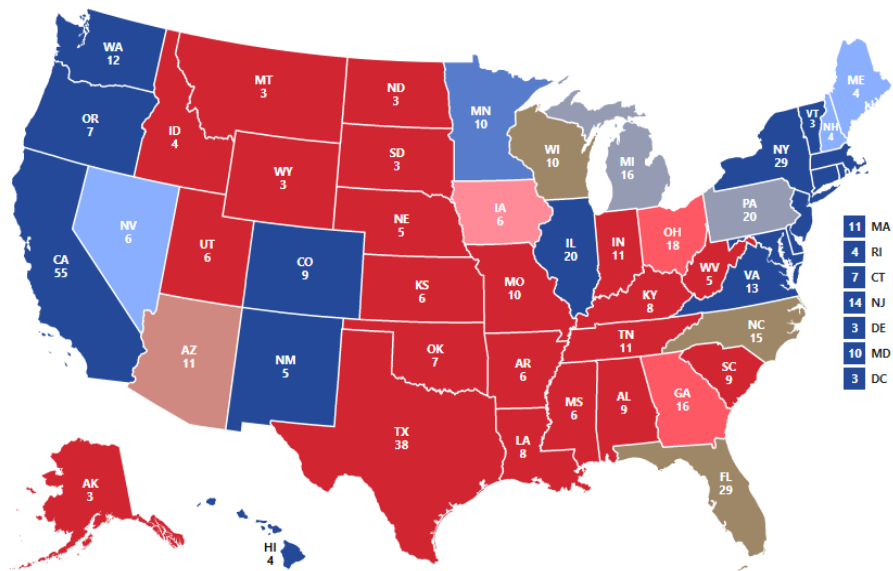 WA
12
OR
7
CA
55
NV
6
ID
4
MT
3
WY
3
UT
6
AZ
11
CO
9
NM
5
ND
3
SD
3
NE
5
KS
6
OK
7
TX
38
MN
10
IA
6
MO
10
AR
6
LA
8
WI
10
IL
20
MI
16
IN
11
OH
18
KY
8
TN
11
MS
6
AL
9
GA
16
FL
29
SC
9
NC
15
VA
13
WV
5
PA
20
NY
29
VT
3
NH
4
ME
4
AK
3
HI
4
11 MA
4 RI
7 CT
14 NJ
3 DE
10 MD
3 DC